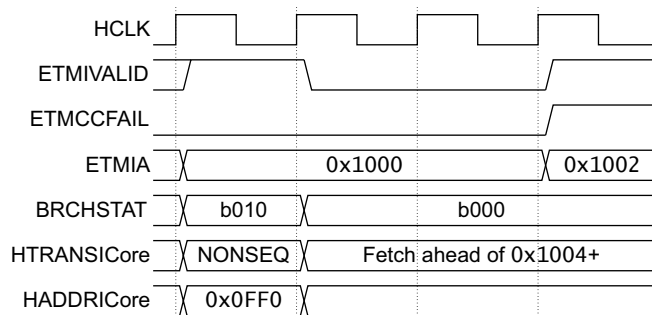 HCLK
ETMIVALID
ETMCCFAIL
ETMIA 0x1000 0x1002
BRCHSTAT b010 b000
HTRANSICore NONSEQ Fetch ahead of 0x1004+
HADDRICore 0x0FF0